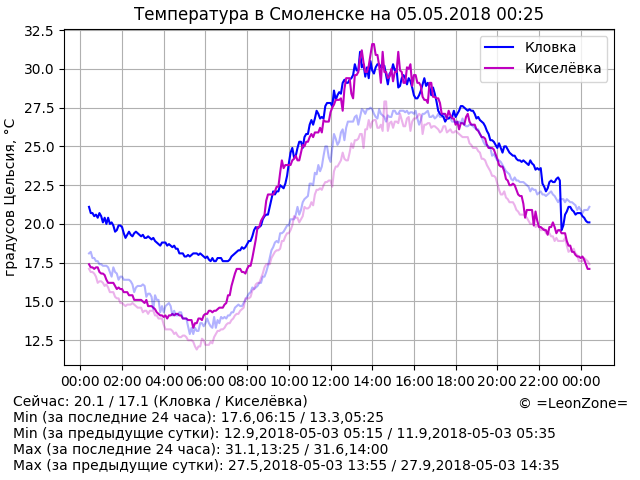 Температура в Смоленске на 05.05.2018 00:25
градусов Цельсия, °C
32.5
30.0
27.5
25.0
22.5
20.0
17.5
15.0
12.5
Кловка
Киселёвка
00:00 02:00 04:00 06:00 08:00 10:00 12:00 14:00 16:00 18:00 20:00 22:00 00:00
Сейчас: 20.1 / 17.1 (Кловка / Киселёвка)
© =LeonZone=
Min (за последние 24 часа): 17.6,06:15 / 13.3,05:25
Min (за предыдущие сутки): 12.9,2018-05-03 05:15 / 11.9,2018-05-03 05:35
Max (за последние 24 часа): 31.1,13:25 / 31.6,14:00
Max (за предыдущие сутки): 27.5,2018-05-03 13:55 / 27.9,2018-05-03 14:35